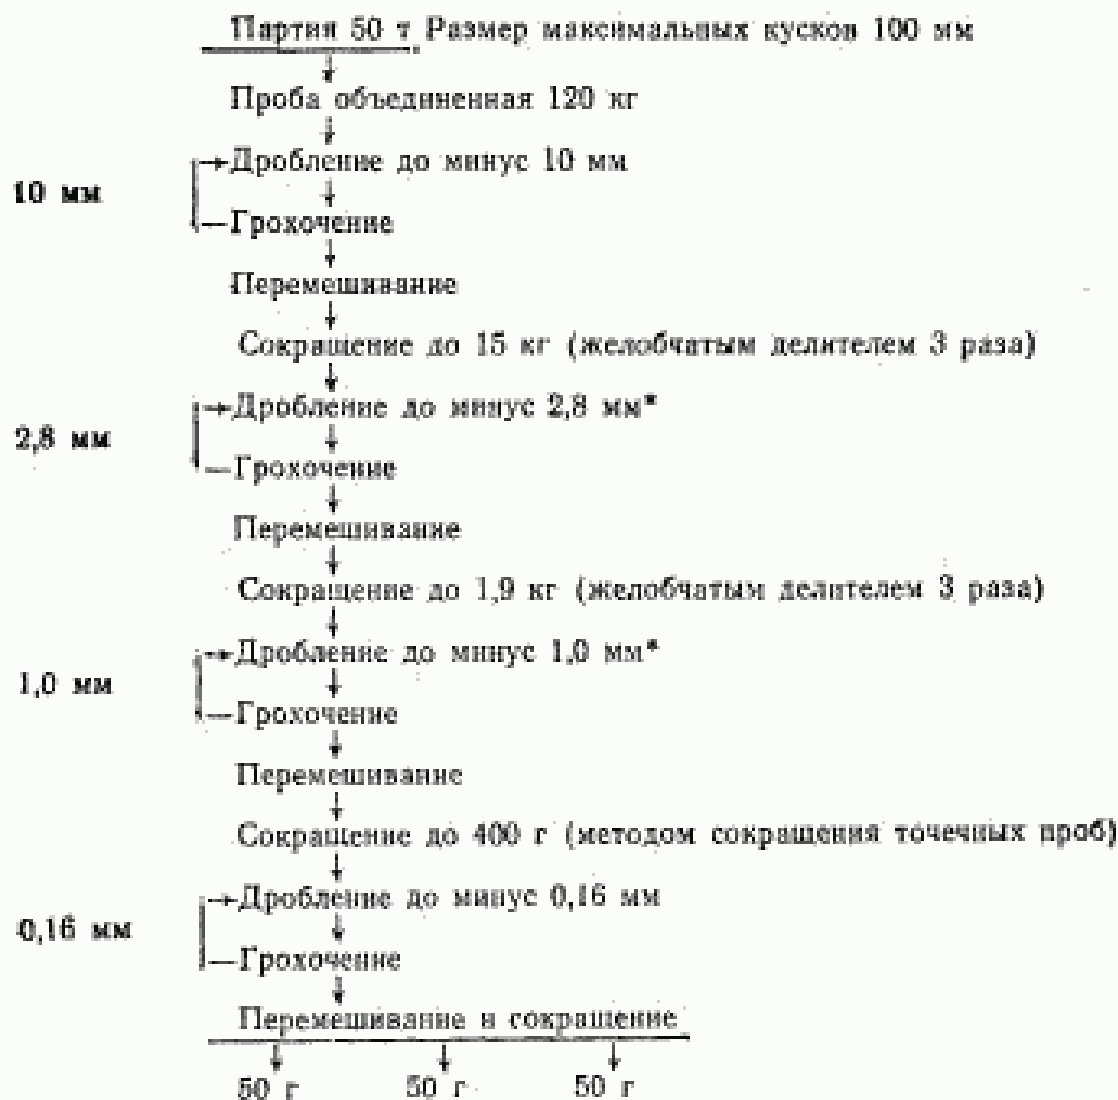 Партия 50 т Размер максимальных кусков 100 мм
Проба объединенная 120 кг
Дробление до минус 10 мм
10 мм
Грохочение
Перемешивание
Сокращение до 15 кг (желобчатым делителем 3 раза)
Дробление до минус 2,8 мм*
2,8 мм
Грохочение
Перемешивание
Сокращение до 1,9 кг (желобчатым делителем 3 раза)
Дробление до минус 1,0 мм*
1,0 мм
Грохочение
Перемешивание
Сокращение до 400 г (методом сокращения точечных проб)
Дробление до минус 0,16 мм
0,16 мм
Грохочение
Перемешивание и сокращение
50 г 50 г 50 г